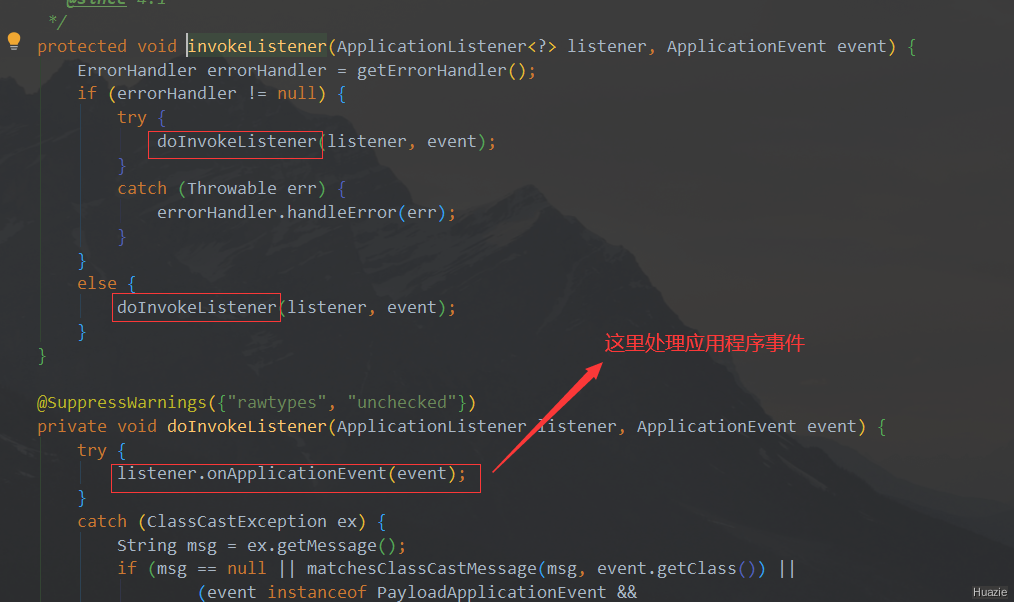 @since 4.1
*/
protected void invokeListener(ApplicationListener<?> listener, ApplicationEvent event) {
ErrorHandler errorHandler = getErrorHandler();
if (errorHandler != null) {
try {
doInvokeListener(listener, event);
}
catch (Throwable err) {
errorHandler.handleError(err);
}
}
else {
doInvokeListener(listener, event);
}
}
这里处理应用程序事件
@SuppressWarnings({"rawtypes", "unchecked"})
private void doInvokeListener(ApplicationListener listener, ApplicationEvent event) {
try {
listener.onApplicationEvent(event);
}
catch (ClassCastException ex) {
String msg = ex.getMessage();
if (msg == null || matchesClassCastMessage(msg, event.getClass()) ||
(event instanceof PayloadApplicationEvent &&
Huazie